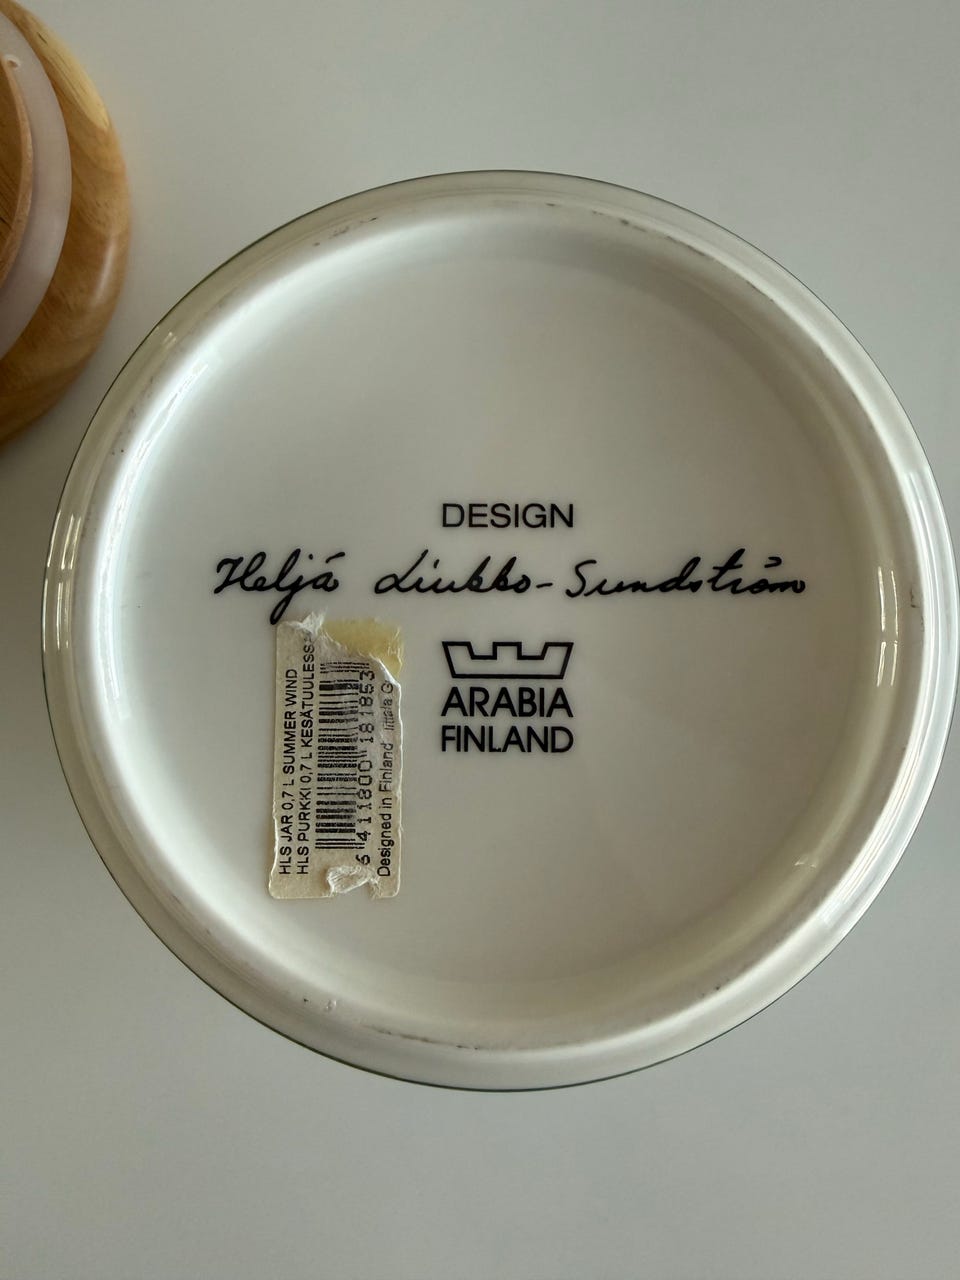 DESIGN
Heljä Liukko-Sundström
ARABIA
FINLAND
HLS JAR 0,7 L SUMMER WIND
HLS PURKKI 0,7 L KESÄTUULESSA
6 411800 181853
Designed in Finland iittala G